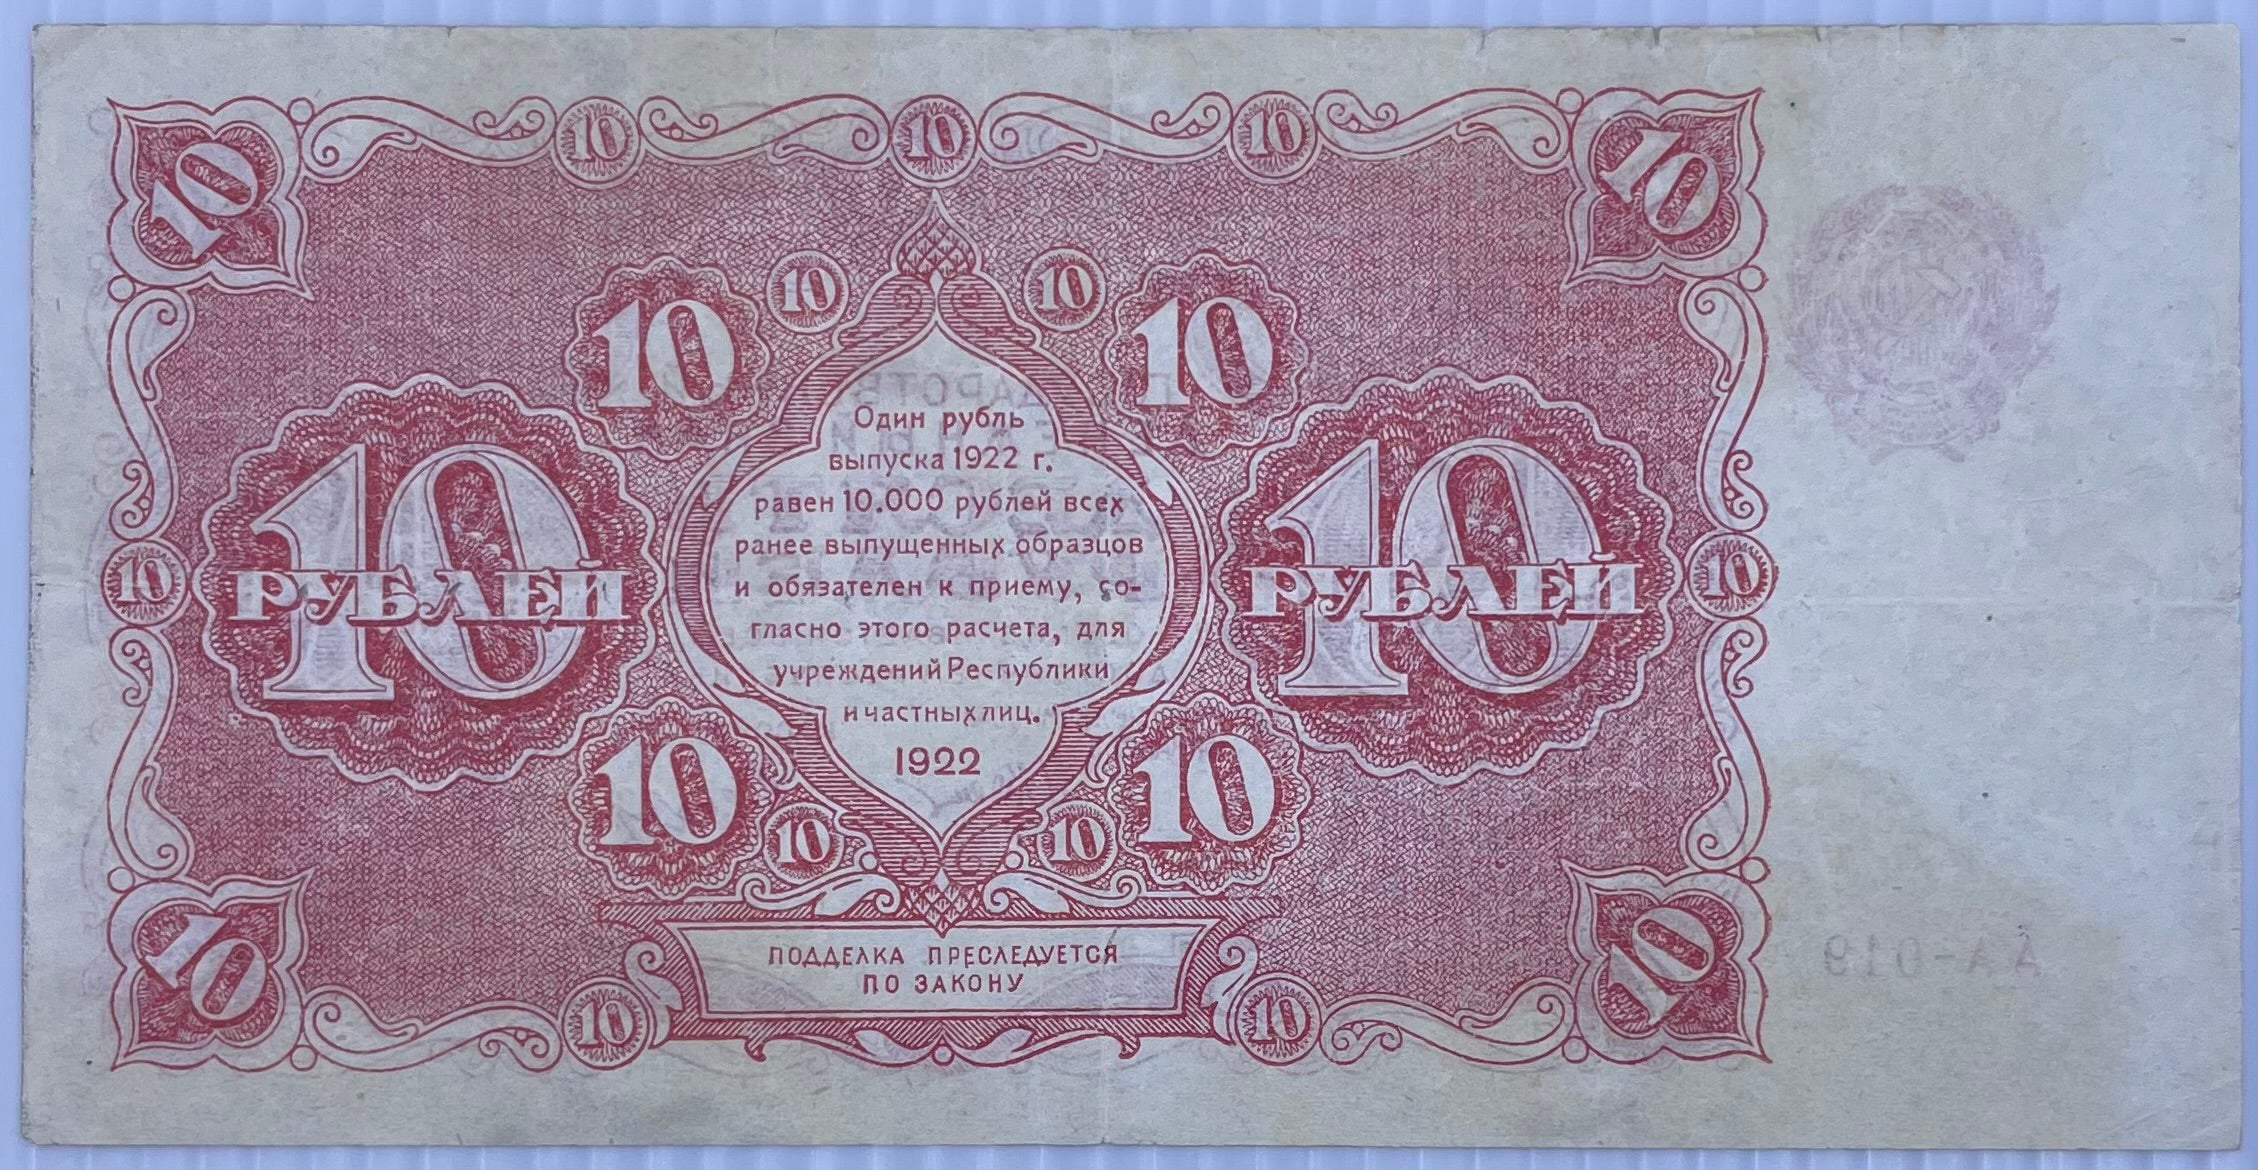 10 10 10 10 10
10 10 10 10
Один рубль
выпуска 1922 г.
равен 10.000 рублей всех
ранее выпущенных образцов
и обязателен к приему, со-
гласно этого расчета, для
учреждений Республики
и частных лиц.
1922
10 РУБЛЕЙ
10 РУБЛЕЙ
10 10
10 10 10 10
ПОДДЕЛКА ПРЕСЛЕДУЕТСЯ
ПО ЗАКОНУ
10 10 10 10
АА-019